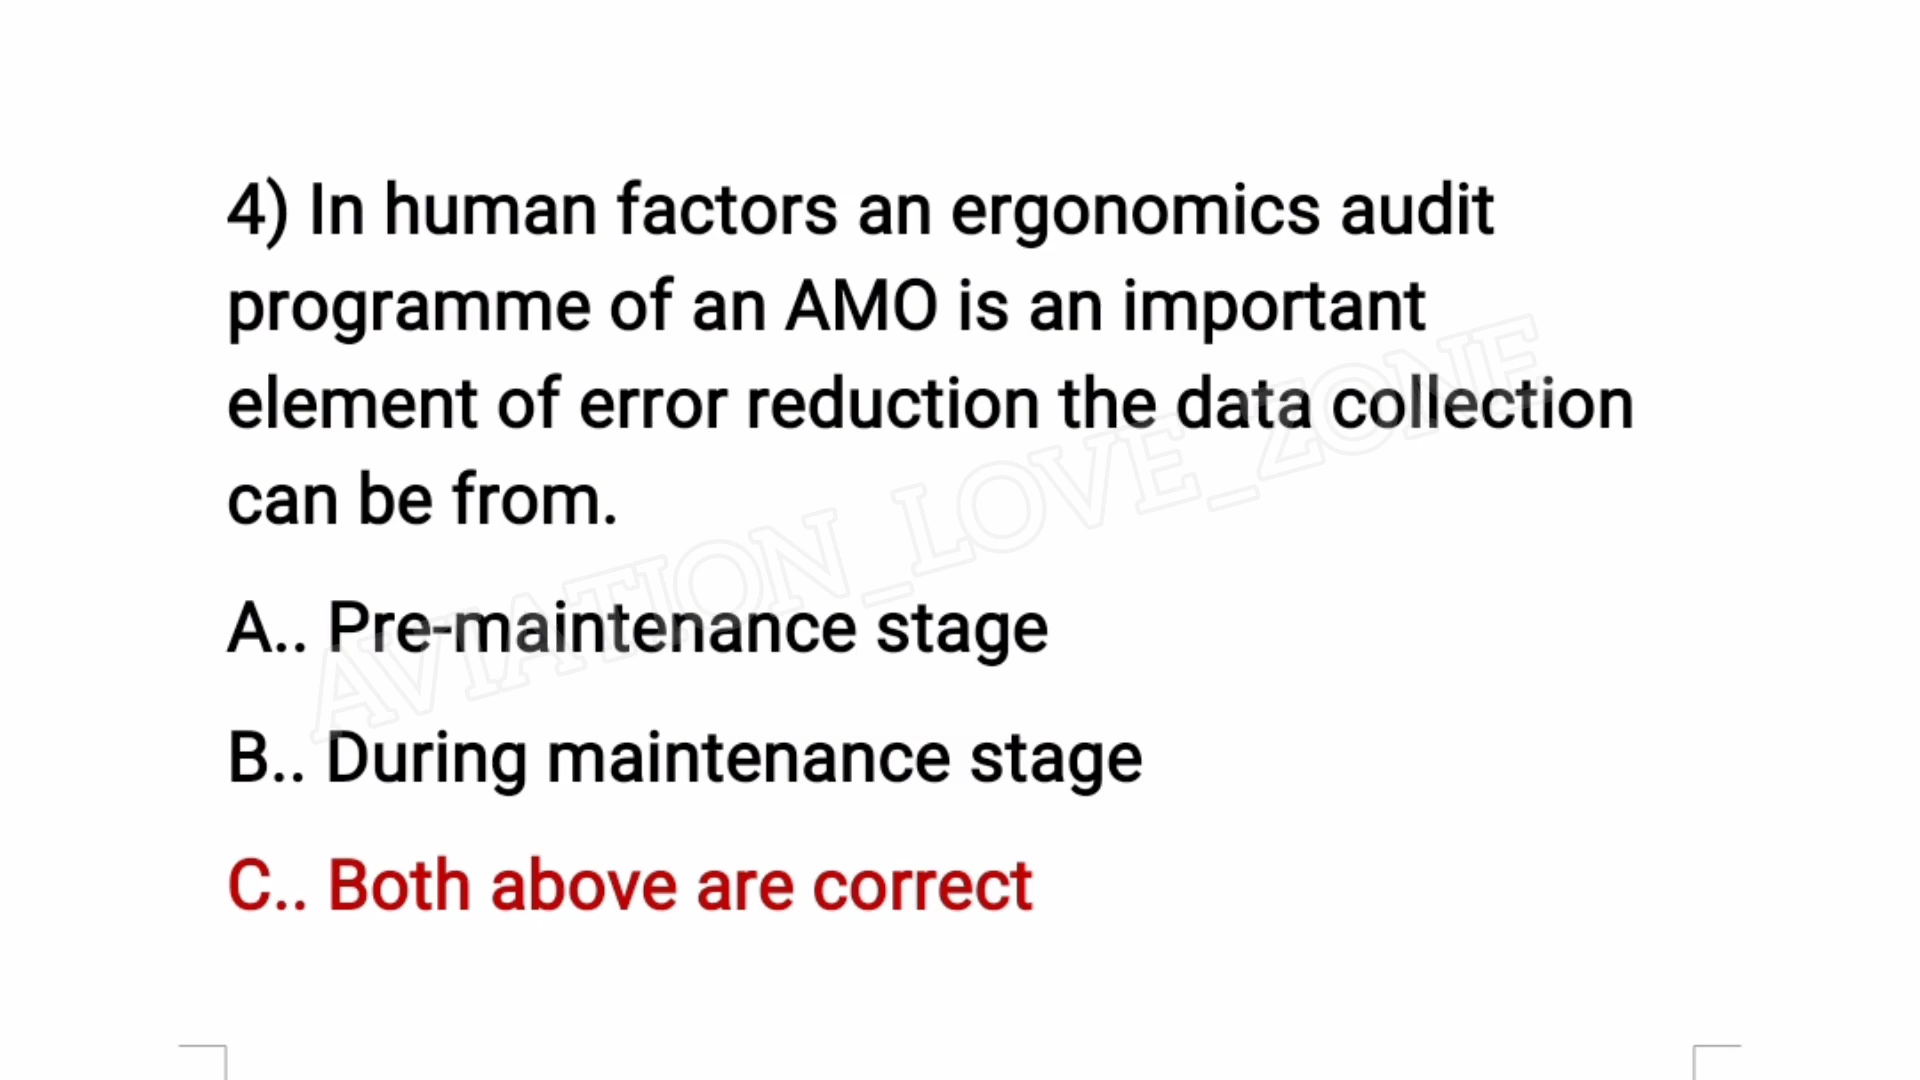 4) In human factors an ergonomics audit
programme of an AMO is an important
element of error reduction the data collection
can be from.
A.. Pre-maintenance stage
B.. During maintenance stage
C.. Both above are correct
AVIATION_LOVE_ZONE